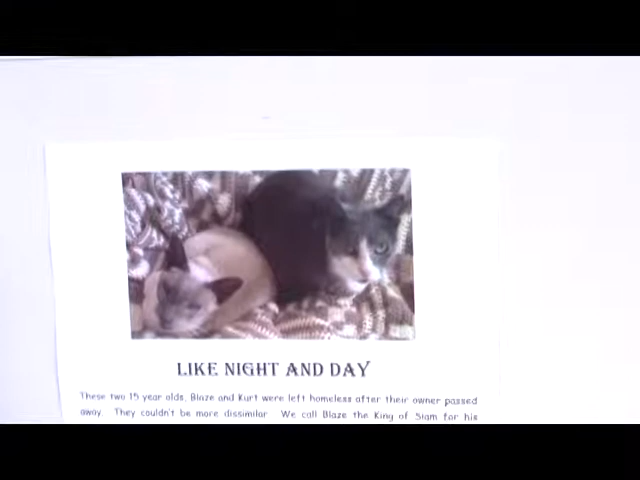 LIKE NIGHT AND DAY
These two 15 year olds, Blaze and Kurt were left homeless after their owner passed
away. They couldn't be more dissimilar. We call Blaze the King of Siam for his